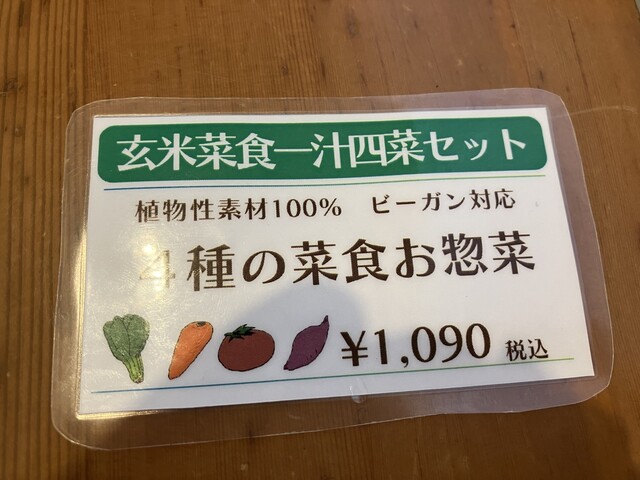 玄米菜食一汁四菜セット
植物性素材100% ビーガン対応
4種の菜食お惣菜
¥1,090 税込